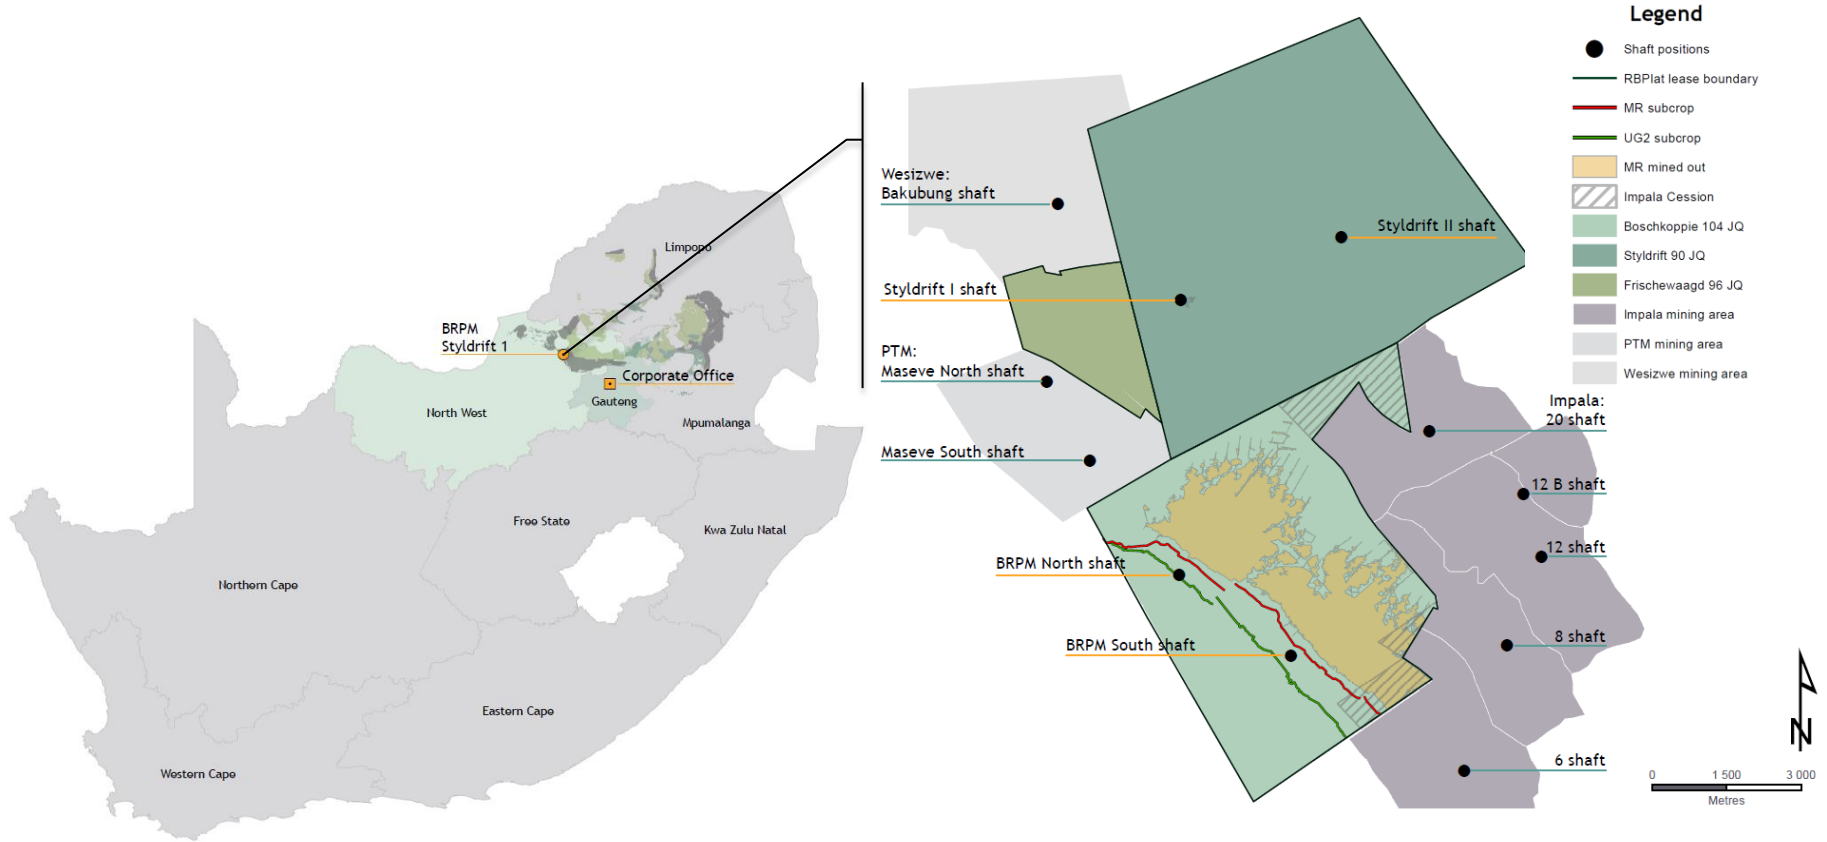 Limpopo
BRPM
Styldrift 1
Corporate Office
Gauteng
North West
Mpumalanga
Free State
Kwa Zulu Natal
Northern Cape
Eastern Cape
Western Cape
Wesizwe:
Bakubung shaft
Styldrift II shaft
Styldrift I shaft
PTM:
Maseve North shaft
Maseve South shaft
BRPM North shaft
BRPM South shaft
Legend
Shaft positions
RBPlat lease boundary
MR subcrop
UG2 subcrop
MR mined out
Impala Cession
Boschkoppie 104 JQ
Styldrift 90 JQ
Frischewaagd 96 JQ
Impala mining area
PTM mining area
Wesizwe mining area
Impala:
20 shaft
12 B shaft
12 shaft
8 shaft
6 shaft
N
0 1 500 3 000
Metres